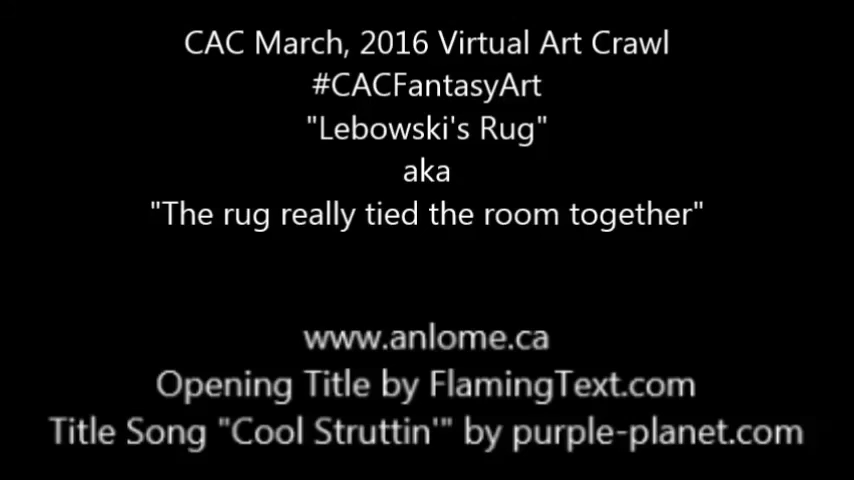 CAC March, 2016 Virtual Art Crawl
#CACFantasyArt
"Lebowski's Rug"
aka
"The rug really tied the room together"
www.anlome.ca
Opening Title by FlamingText.com
Title Song "Cool Struttin'" by purple-planet.com